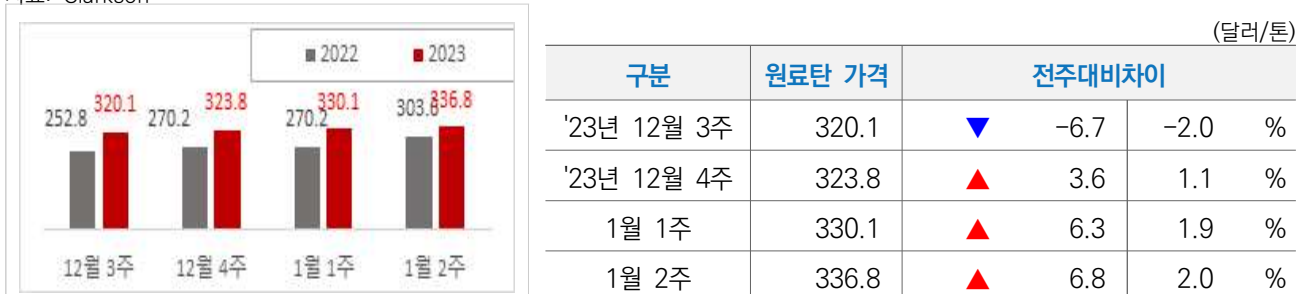 (달러/톤)
■ 2022 ■ 2023
252.8 320.1 270.2 323.8 270.2 330.1 336.8
12월 3주 12월 4주 1월 1주 1월 2주
구분 원료탄 가격 전주대비차이
'23년 12월 3주 320.1 ▼ -6.7 -2.0 %
'23년 12월 4주 323.8 ▲ 3.6 1.1 %
1월 1주 330.1 ▲ 6.3 1.9 %
1월 2주 336.8 ▲ 6.8 2.0 %